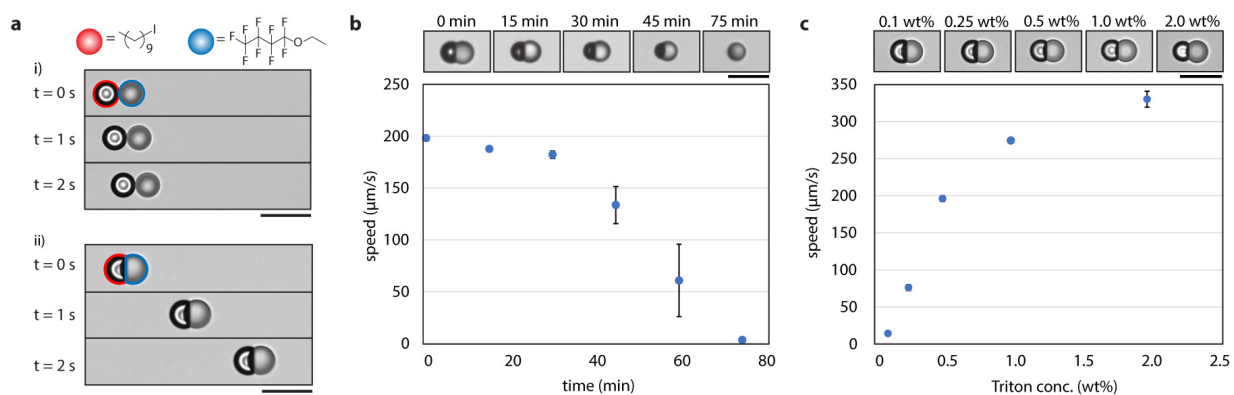 a
= I
9
= F F F F F F F F F O
i)
t = 0 s
t = 1 s
t = 2 s
ii)
t = 0 s
t = 1 s
t = 2 s
b
0 min 15 min 30 min 45 min 75 min
250
200
150
100
50
0
speed (μm/s)
0 20 40 60 80
time (min)
c
0.1 wt% 0.25 wt% 0.5 wt% 1.0 wt% 2.0 wt%
350
300
250
200
150
100
50
0
speed (μm/s)
0 0.5 1.0 1.5 2.0 2.5
Triton conc. (wt%)